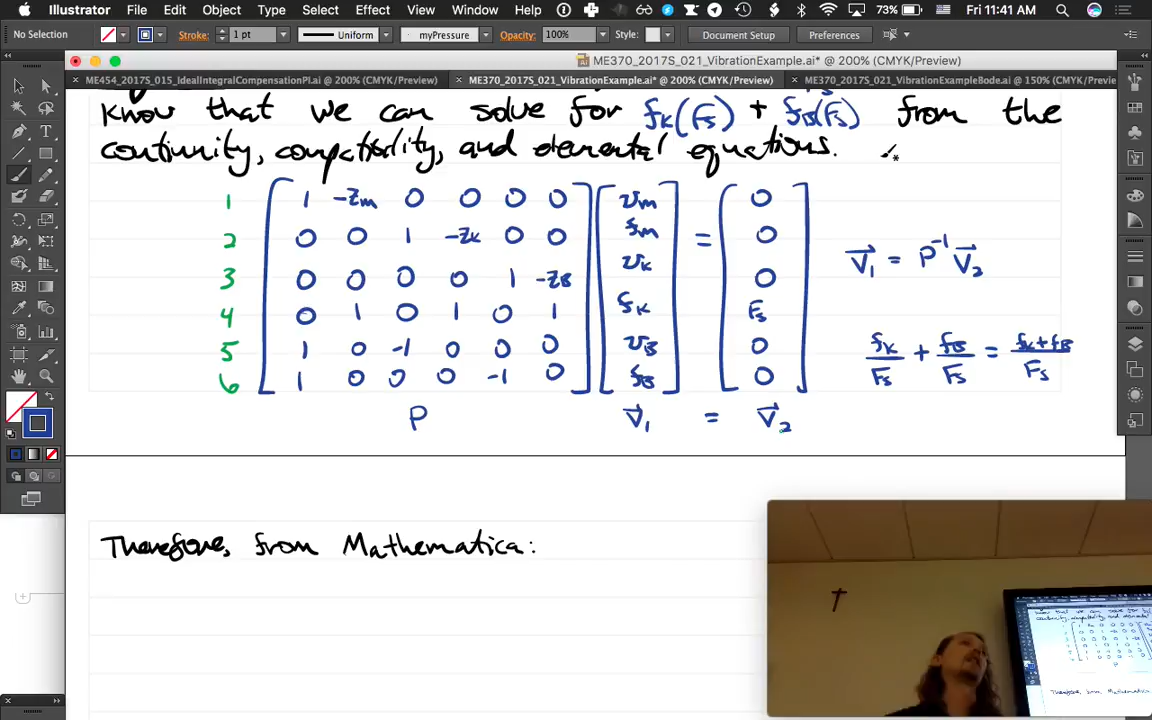 Illustrator File Edit Object Type Select Effect View Window Help 73% Fri 11:41 AM
No Selection Stroke: 1 pt Uniform myPressure Opacity: 100% Style: Document Setup Preferences
ME370_2017S_021_VibrationExample.ai* @ 200% (CMYK/Preview)
ME454_2017S_015_IdealIntegralCompensationPI.ai @ 200% (CMYK/Preview) ME370_2017S_021_VibrationExample.ai* @ 200% (CMYK/Preview) ME370_2017S_021_VibrationExampleBode.ai @ 150% (CMYK/Preview)
know that we can solve for fK(Fs) + fB(Fs) from the
continuity, compatibility, and elemental equations.
1 [ 1 -Zm 0 0 0 0 ] [ vm ] [ 0 ]
2 0 0 1 -Zk 0 0 fm = 0
3 0 0 0 0 1 -ZB vk 0
4 0 1 0 1 0 1 fK Fs
5 1 0 -1 0 0 0 vB 0
6 1 0 0 0 -1 0 fB 0
P V1 = V2
V1 = P-1 V2
fK/Fs + fB/Fs = fK+fB/Fs
Therefore, from Mathematica: